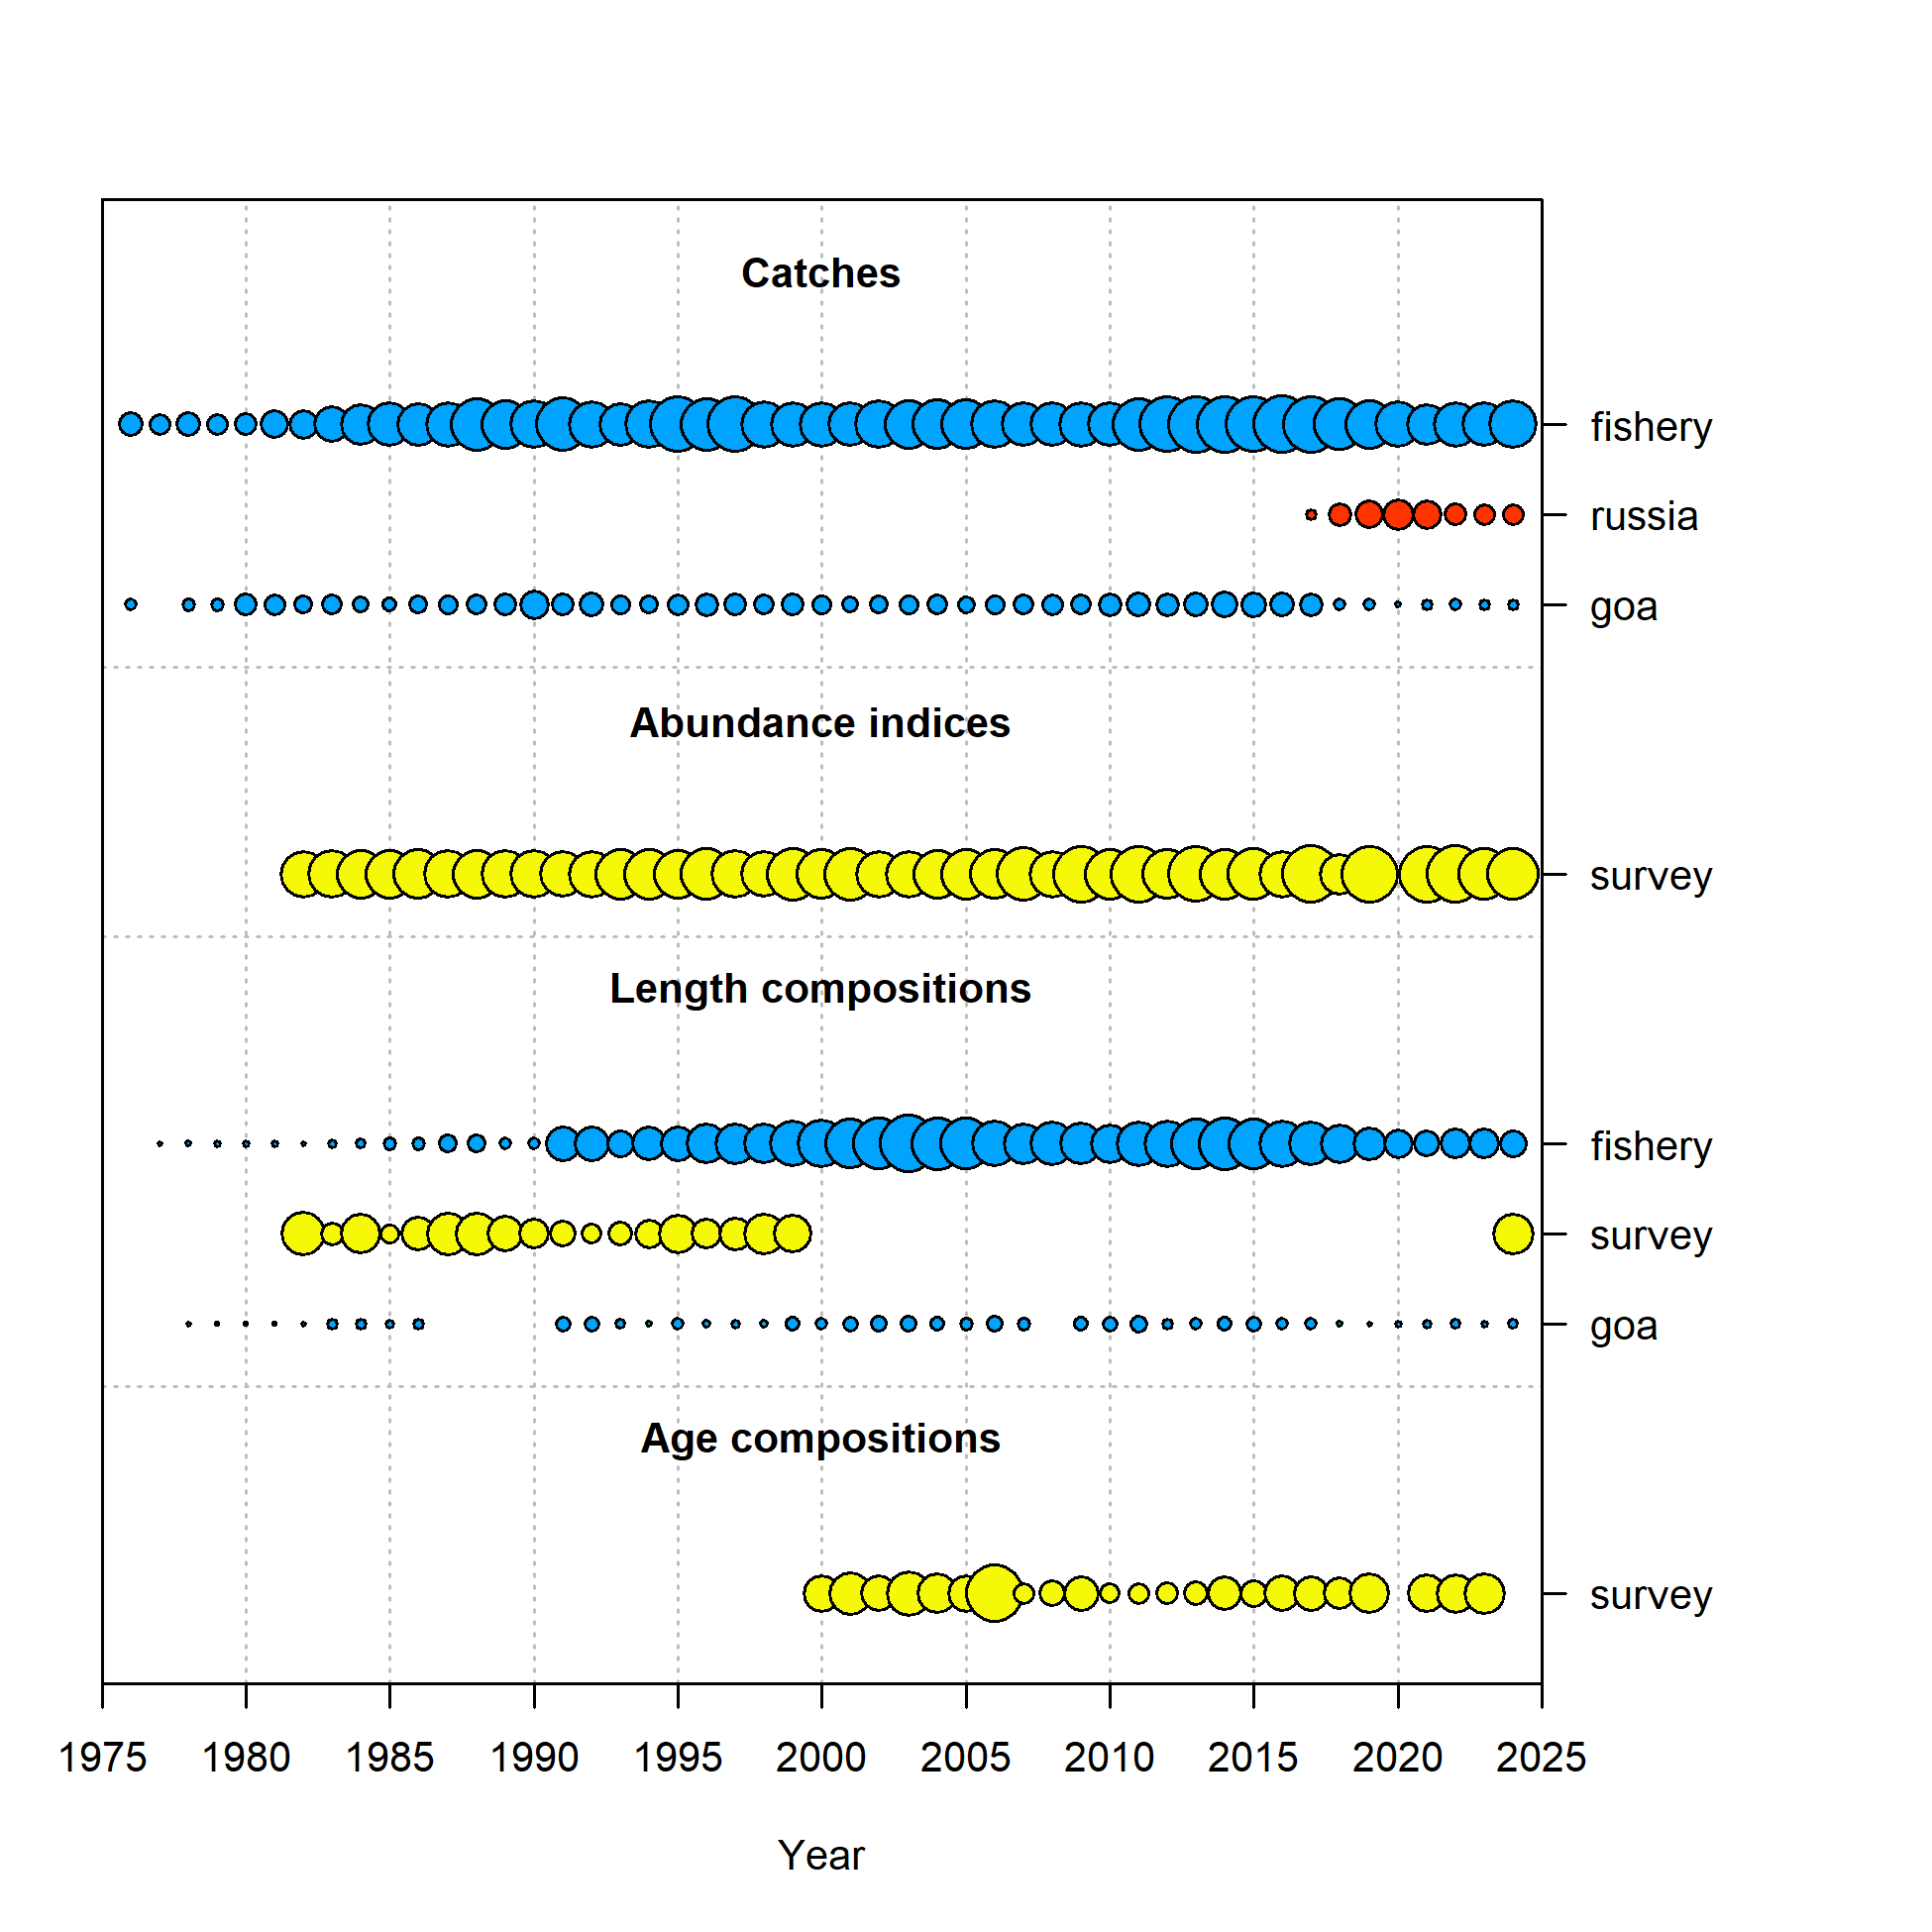 Catches
fishery
russia
goa
Abundance indices
survey
Length compositions
fishery
survey
goa
Age compositions
survey
1975 1980 1985 1990 1995 2000 2005 2010 2015 2020 2025
Year